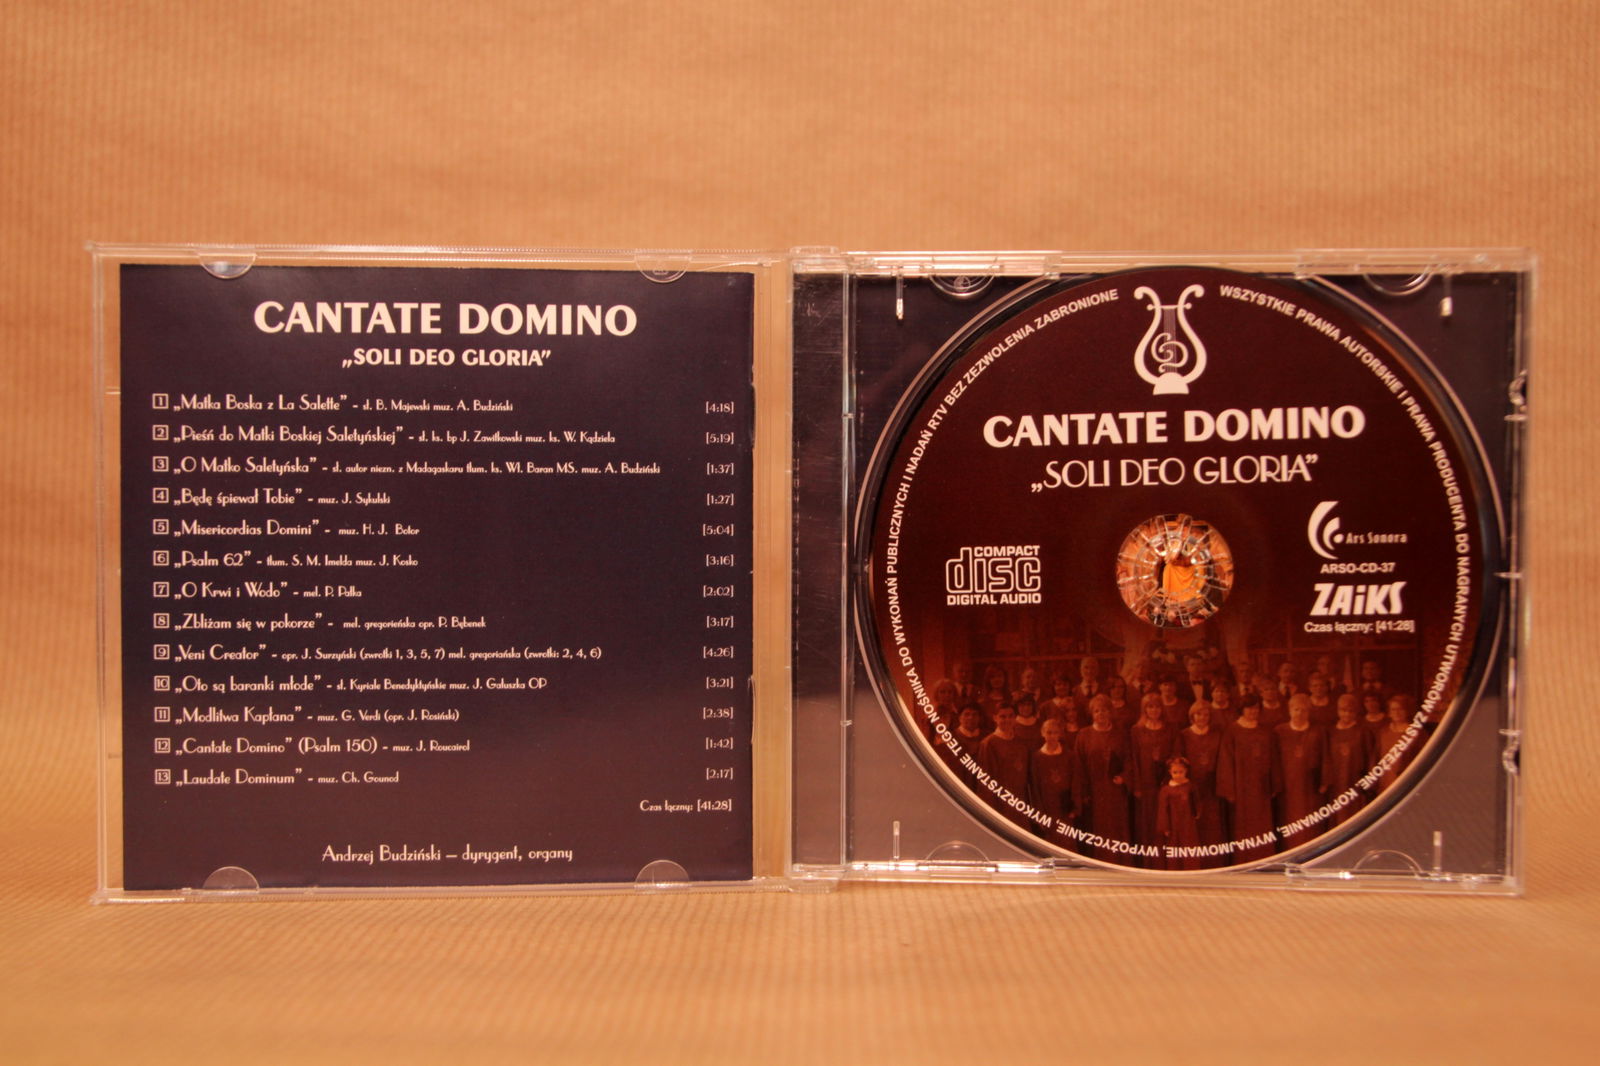 CANTATE DOMINO
„SOLI DEO GLORIA”
1 „Matka Boska z La Salette” - sł. B. Majewski muz. A. Budziński [4:18]
2 „Pieśń do Matki Boskiej Saletyńskiej” - sł. ks. bp J. Zawitkowski muz. ks. W. Kądziela [5:19]
3 „O Matko Saletyńska” - sł. autor niezn. z Madagaskaru tłum. ks. Wł. Baran MS. muz. A. Budziński [1:37]
4 „Będę śpiewał Tobie” - muz. J. Sykulski [1:27]
5 „Misericordias Domini” - muz. H. J. Botor [5:04]
6 „Psalm 62” - tłum. S. M. Imelda muz. J. Kosko [3:16]
7 „O Krwi i Wodo” - mel. P. Pałka [2:02]
8 „Zbliżam się w pokorze” - mel. gregorieńska opr. P. Bębenek [3:17]
9 „Veni Creator” - opr. J. Surzyński (zwrotki 1, 3, 5, 7) mel. gregoriańska (zwrotki: 2, 4, 6) [4:26]
10 „Oto są baranki młode” - sł. Kyriale Benedyktyńskie muz. J. Gałuszka OP [3:21]
11 „Modlitwa Kapłana” - muz. G. Verdi (opr. J. Rosiński) [2:38]
12 „Cantate Domino” (Psalm 150) - muz. J. Roucairol [1:42]
13 „Laudate Dominum” - muz. Ch. Gounod [2:17]
Czas łączny: [41:28]
Andrzej Budziński – dyrygent, organy
WSZYSTKIE PRAWA AUTORSKIE I PRAWA PRODUCENTA DO NAGRANYCH UTWORÓW ZASTRZEŻONE. KOPIOWANIE, WYNAJMOWANIE, WYPOŻYCZANIE, WYKORZYSTANIE TEGO NOŚNIKA DO WYKONAŃ PUBLICZNYCH I NADAŃ RTV BEZ ZEZWOLENIA ZABRONIONE
CANTATE DOMINO
„SOLI DEO GLORIA”
COMPACT
disc
DIGITAL AUDIO
Ars Sonora
ARSO-CD-37
ZAiKS
Czas łączny: [41:28]